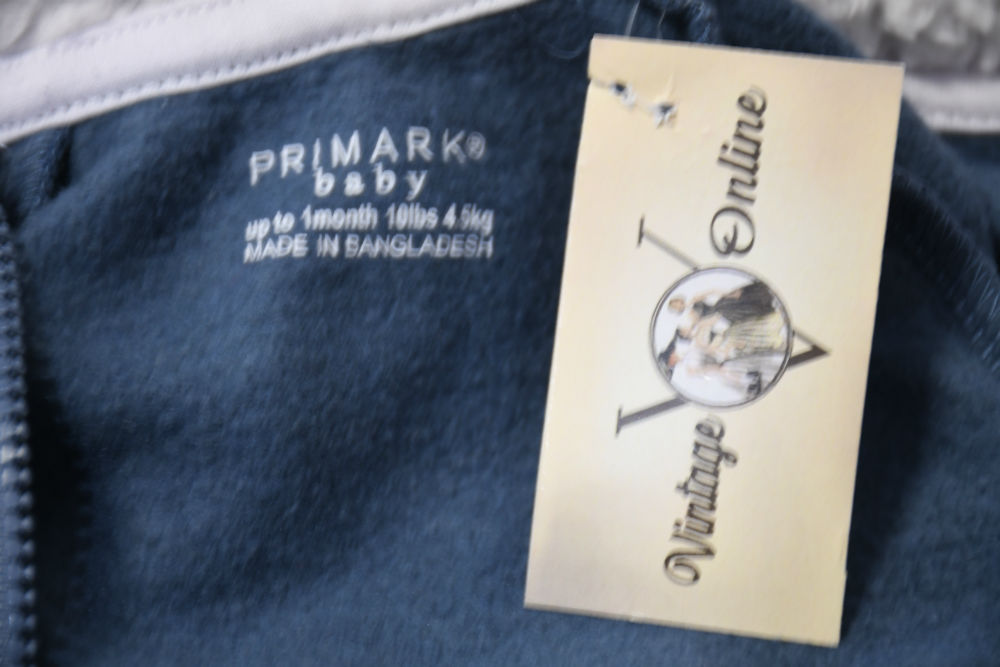 PRIMARK®
baby
up to 1month 10lbs 4.5kg
MADE IN BANGLADESH
Vintage Online
V